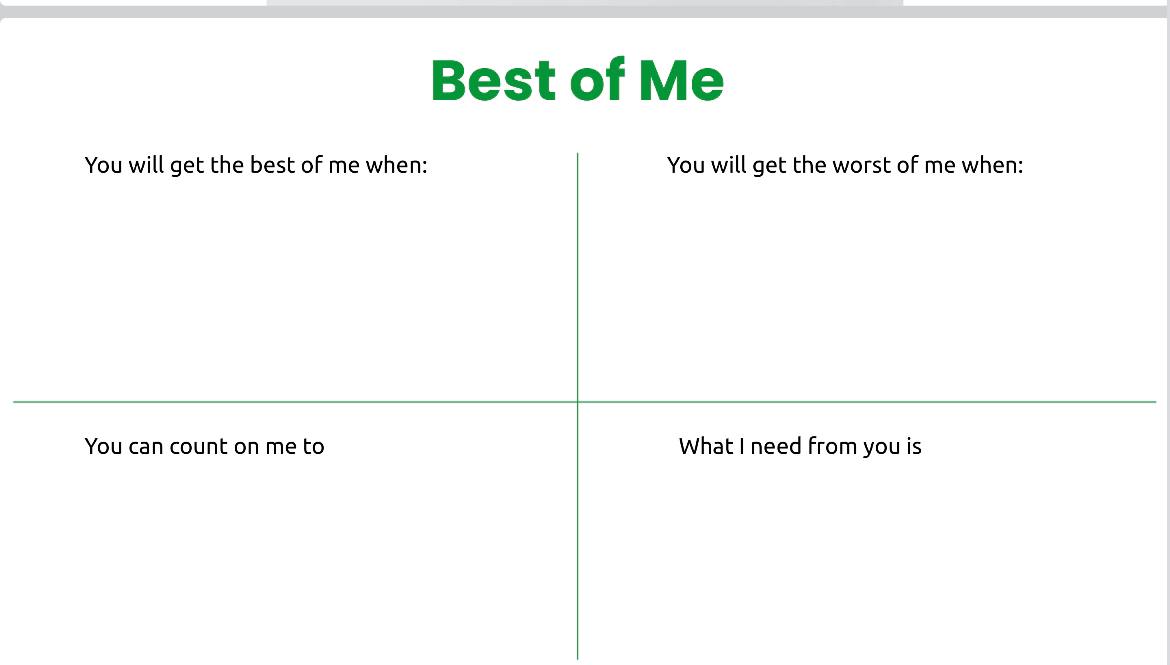 Best of Me
You will get the best of me when:
You will get the worst of me when:
You can count on me to
What I need from you is